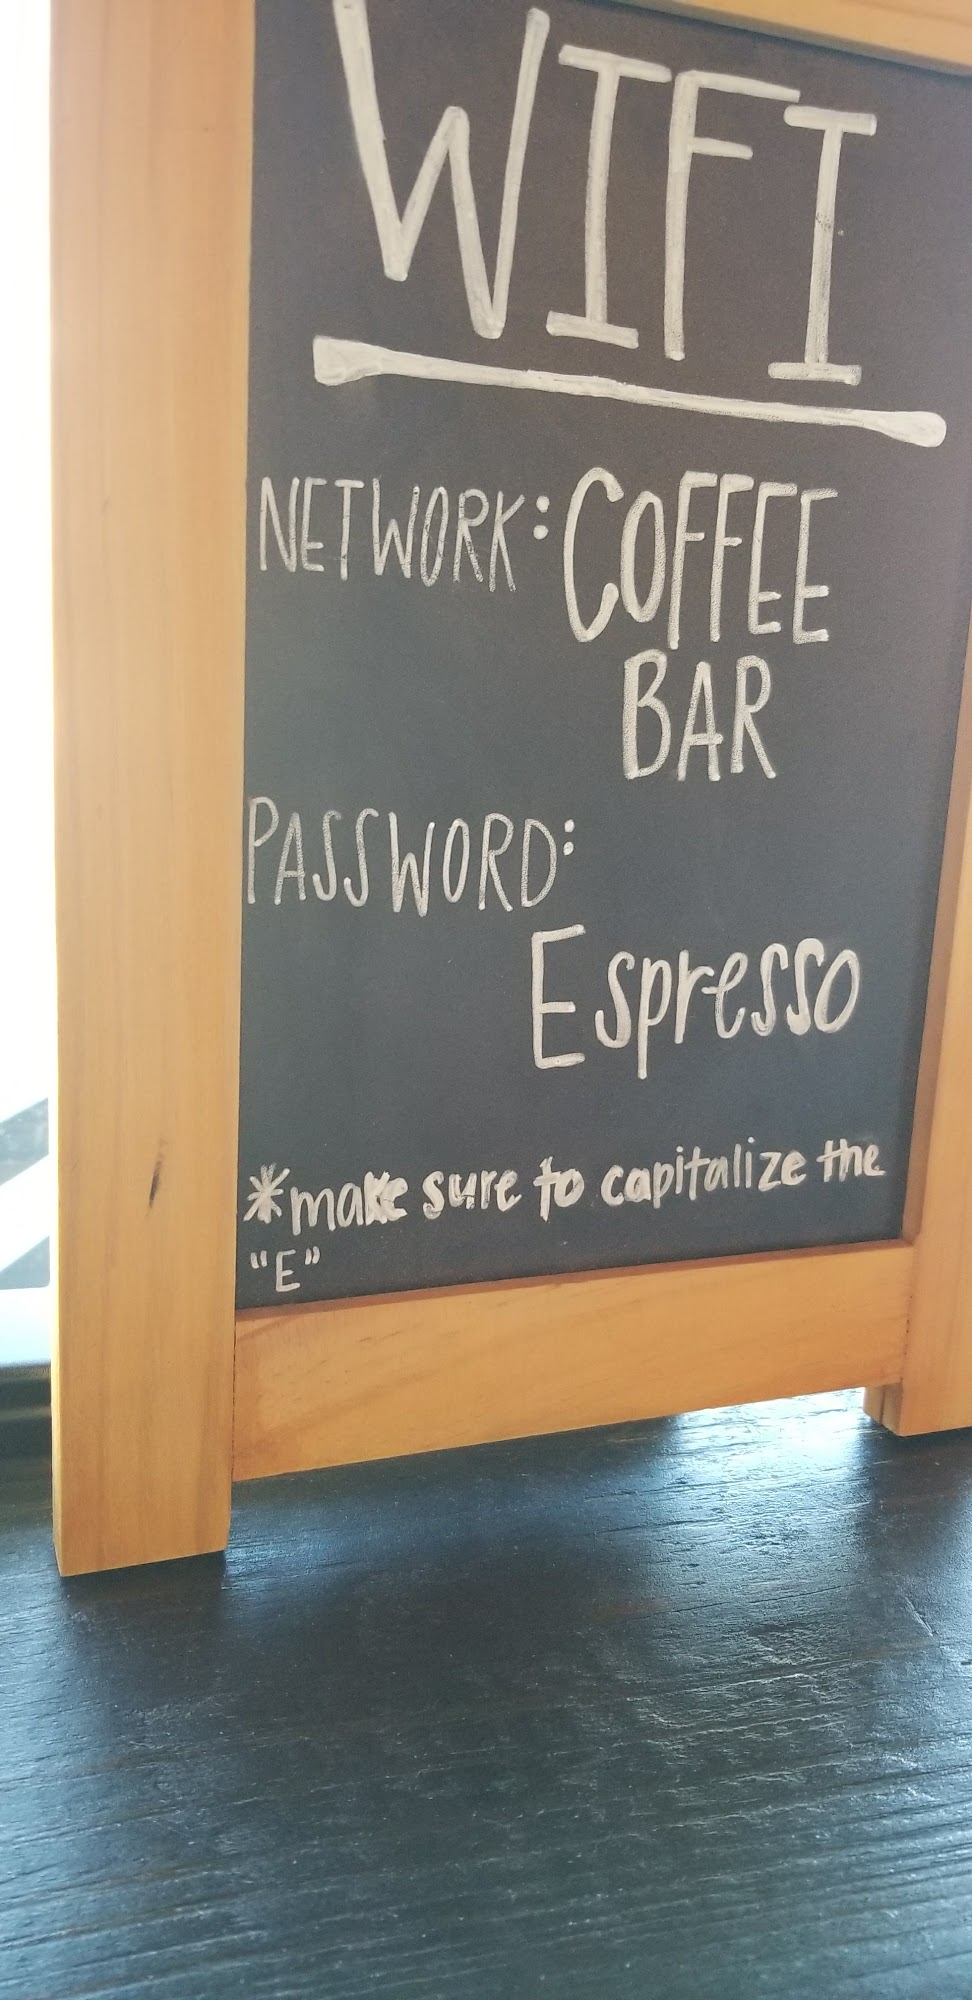 WIFI
NETWORK: COFFEE
BAR
PASSWORD:
Espresso
*make sure to capitalize the
"E"